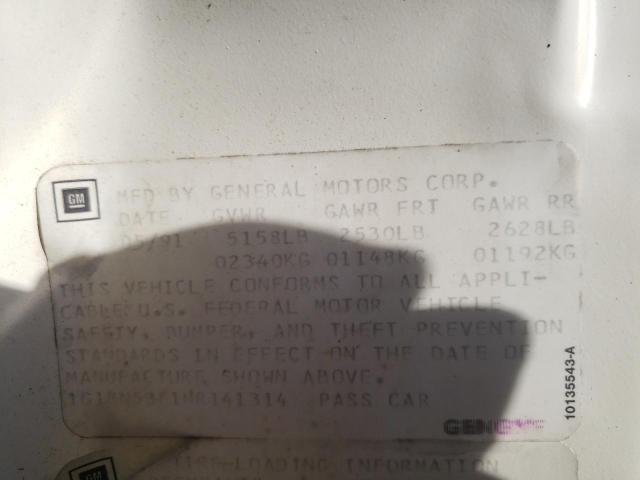 GM MFD BY GENERAL MOTORS CORP.
DATE GVWR GAWR FRT GAWR RR
05/91 5158LB 2530LB 2628LB
02340KG 01148KG 01192KG
THIS VEHICLE CONFORMS TO ALL APPLI-
CABLE U.S. FEDERAL MOTOR VEHICLE
SAFETY, BUMPER, AND THEFT PREVENTION
STANDARDS IN EFFECT ON THE DATE OF
MANUFACTURE SHOWN ABOVE.
PASS CAR
10135543-A
GM TIRE-LOADING INFORMATION